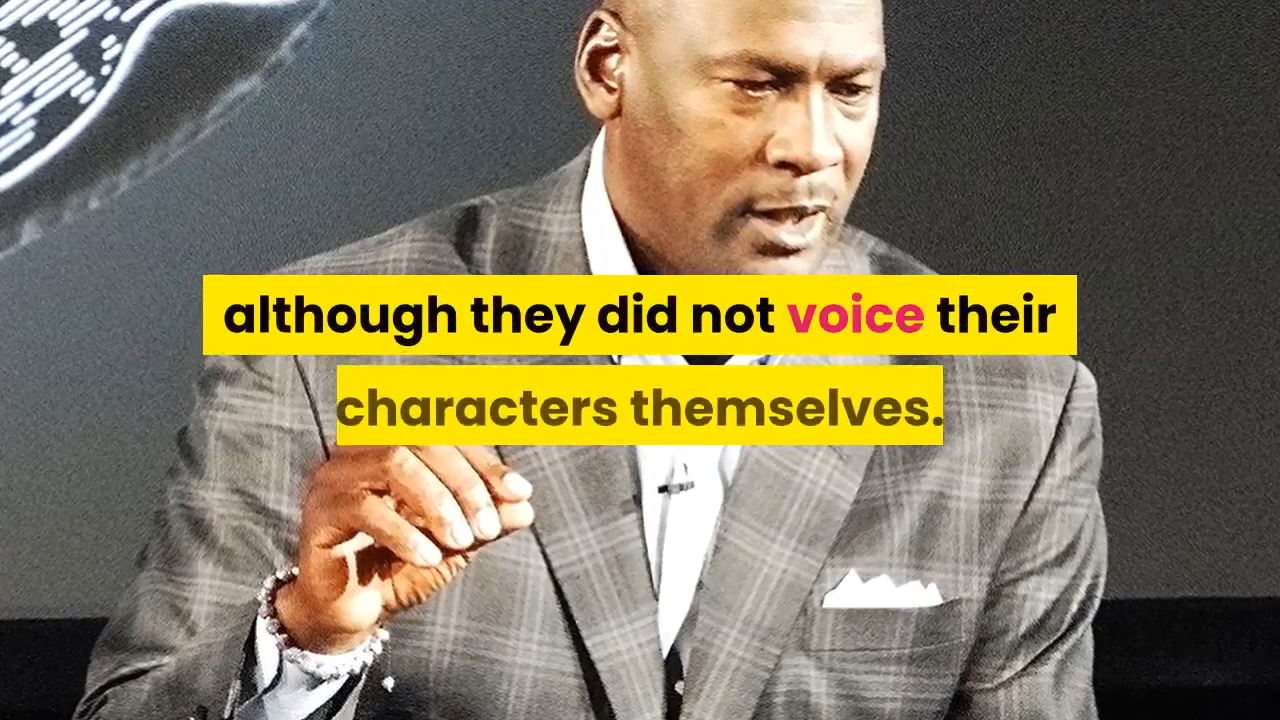 although they did not voice their
characters themselves.